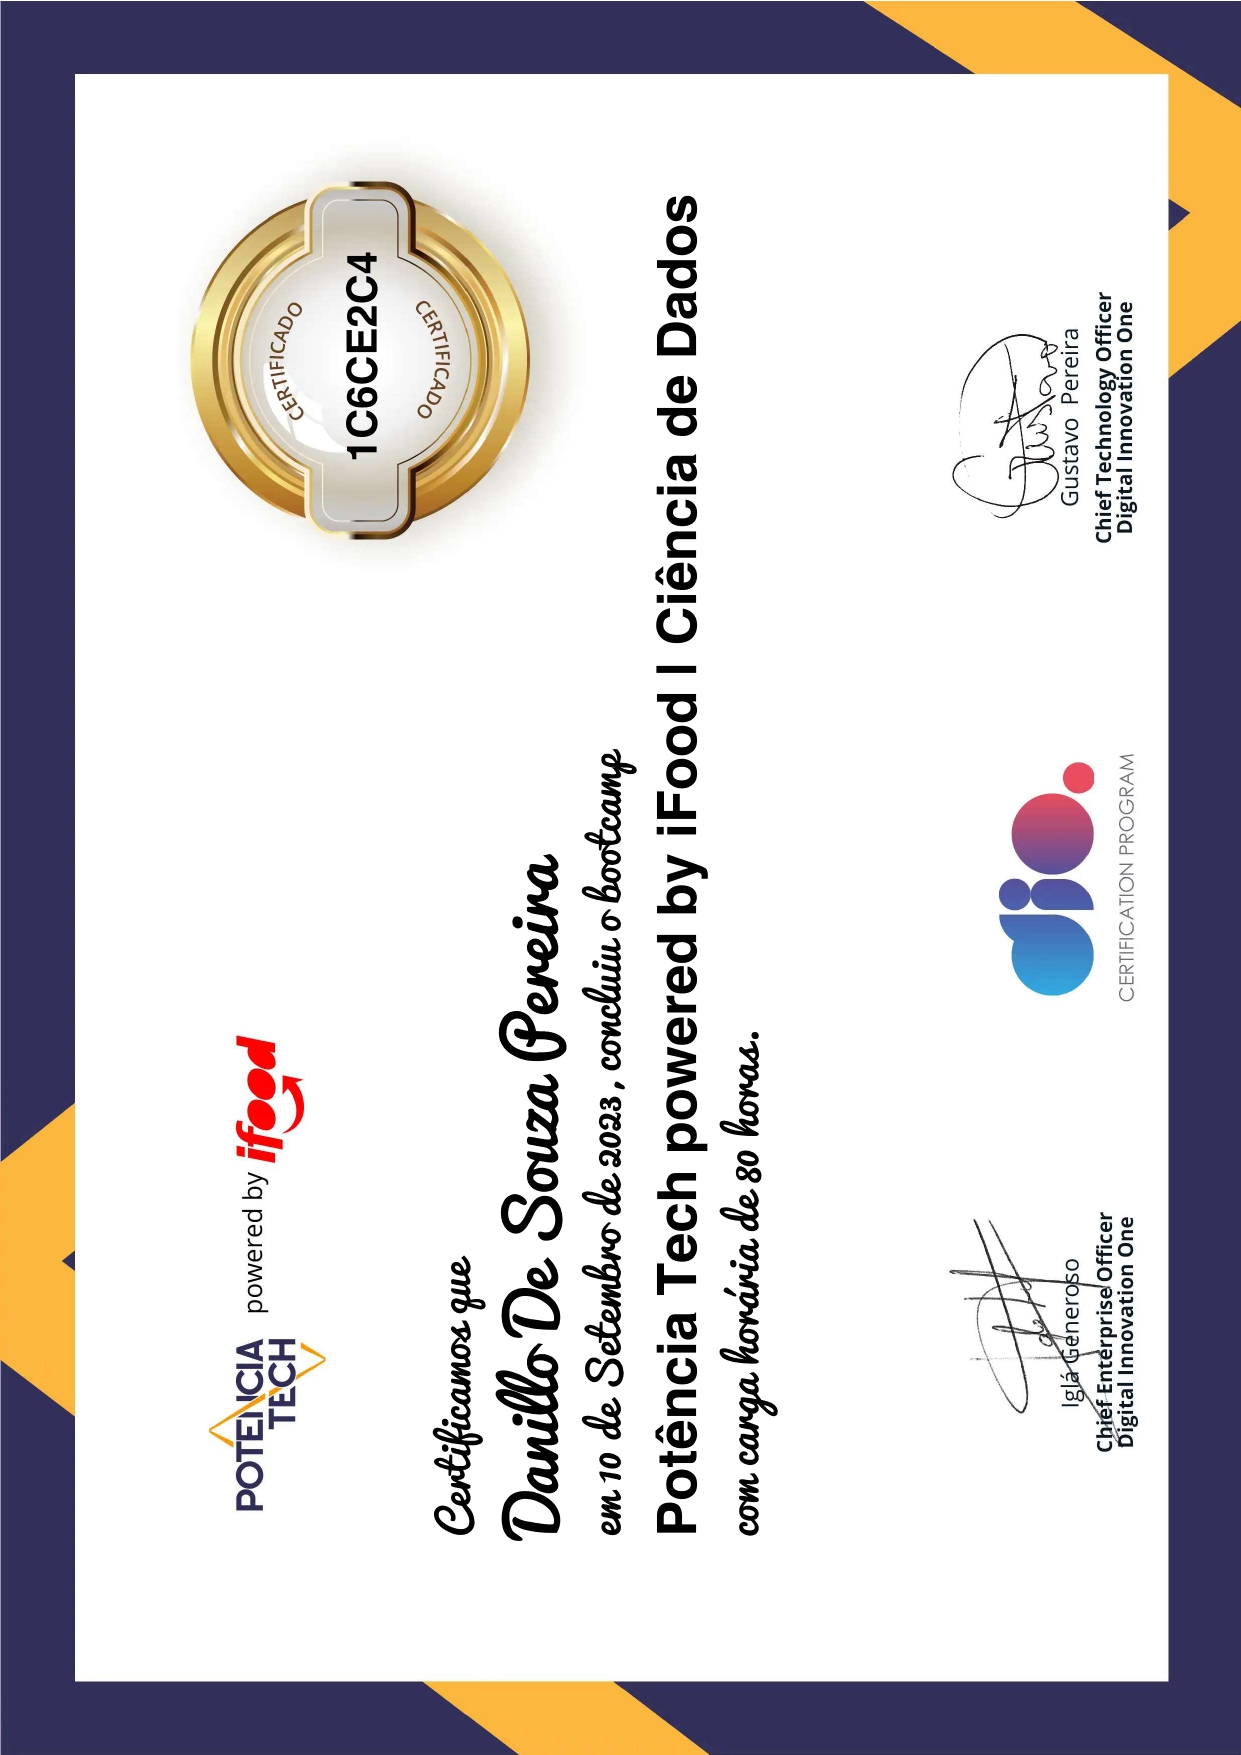 POTÊNCIA
TECH
powered by ifood
CERTIFICADO
1C6CE2C4
CERTIFICADO
Certificamos que
Danillo De Souza Pereira
em 10 de Setembro de 2023, concluiu o bootcamp
Potência Tech powered by iFood | Ciência de Dados
com carga horária de 80 horas.
Iglá Generoso
Chief Enterprise Officer
Digital Innovation One
dio.
CERTIFICATION PROGRAM
Gustavo
Gustavo Pereira
Chief Technology Officer
Digital Innovation One